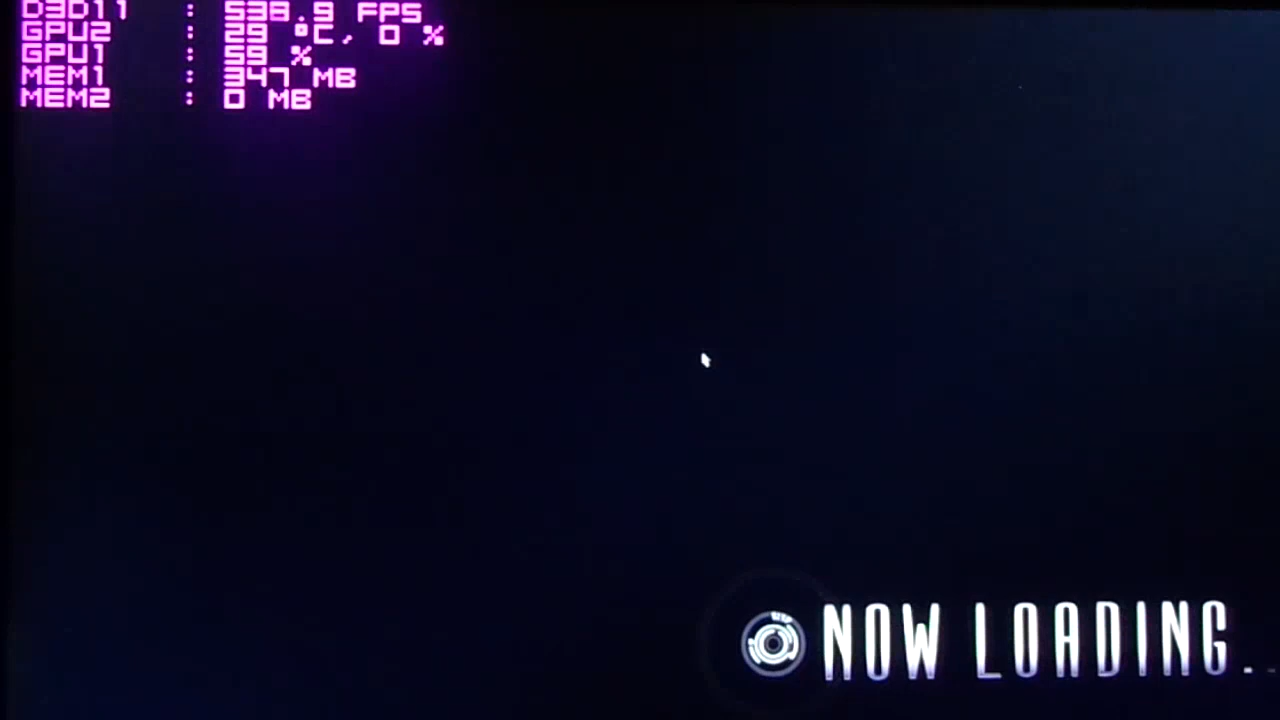 D3D11 : 538.9 FPS
GPU2 : 29 °C, 0 %
GPU1 : 59 %
MEM1 : 347 MB
MEM2 : 0 MB
NOW LOADING..